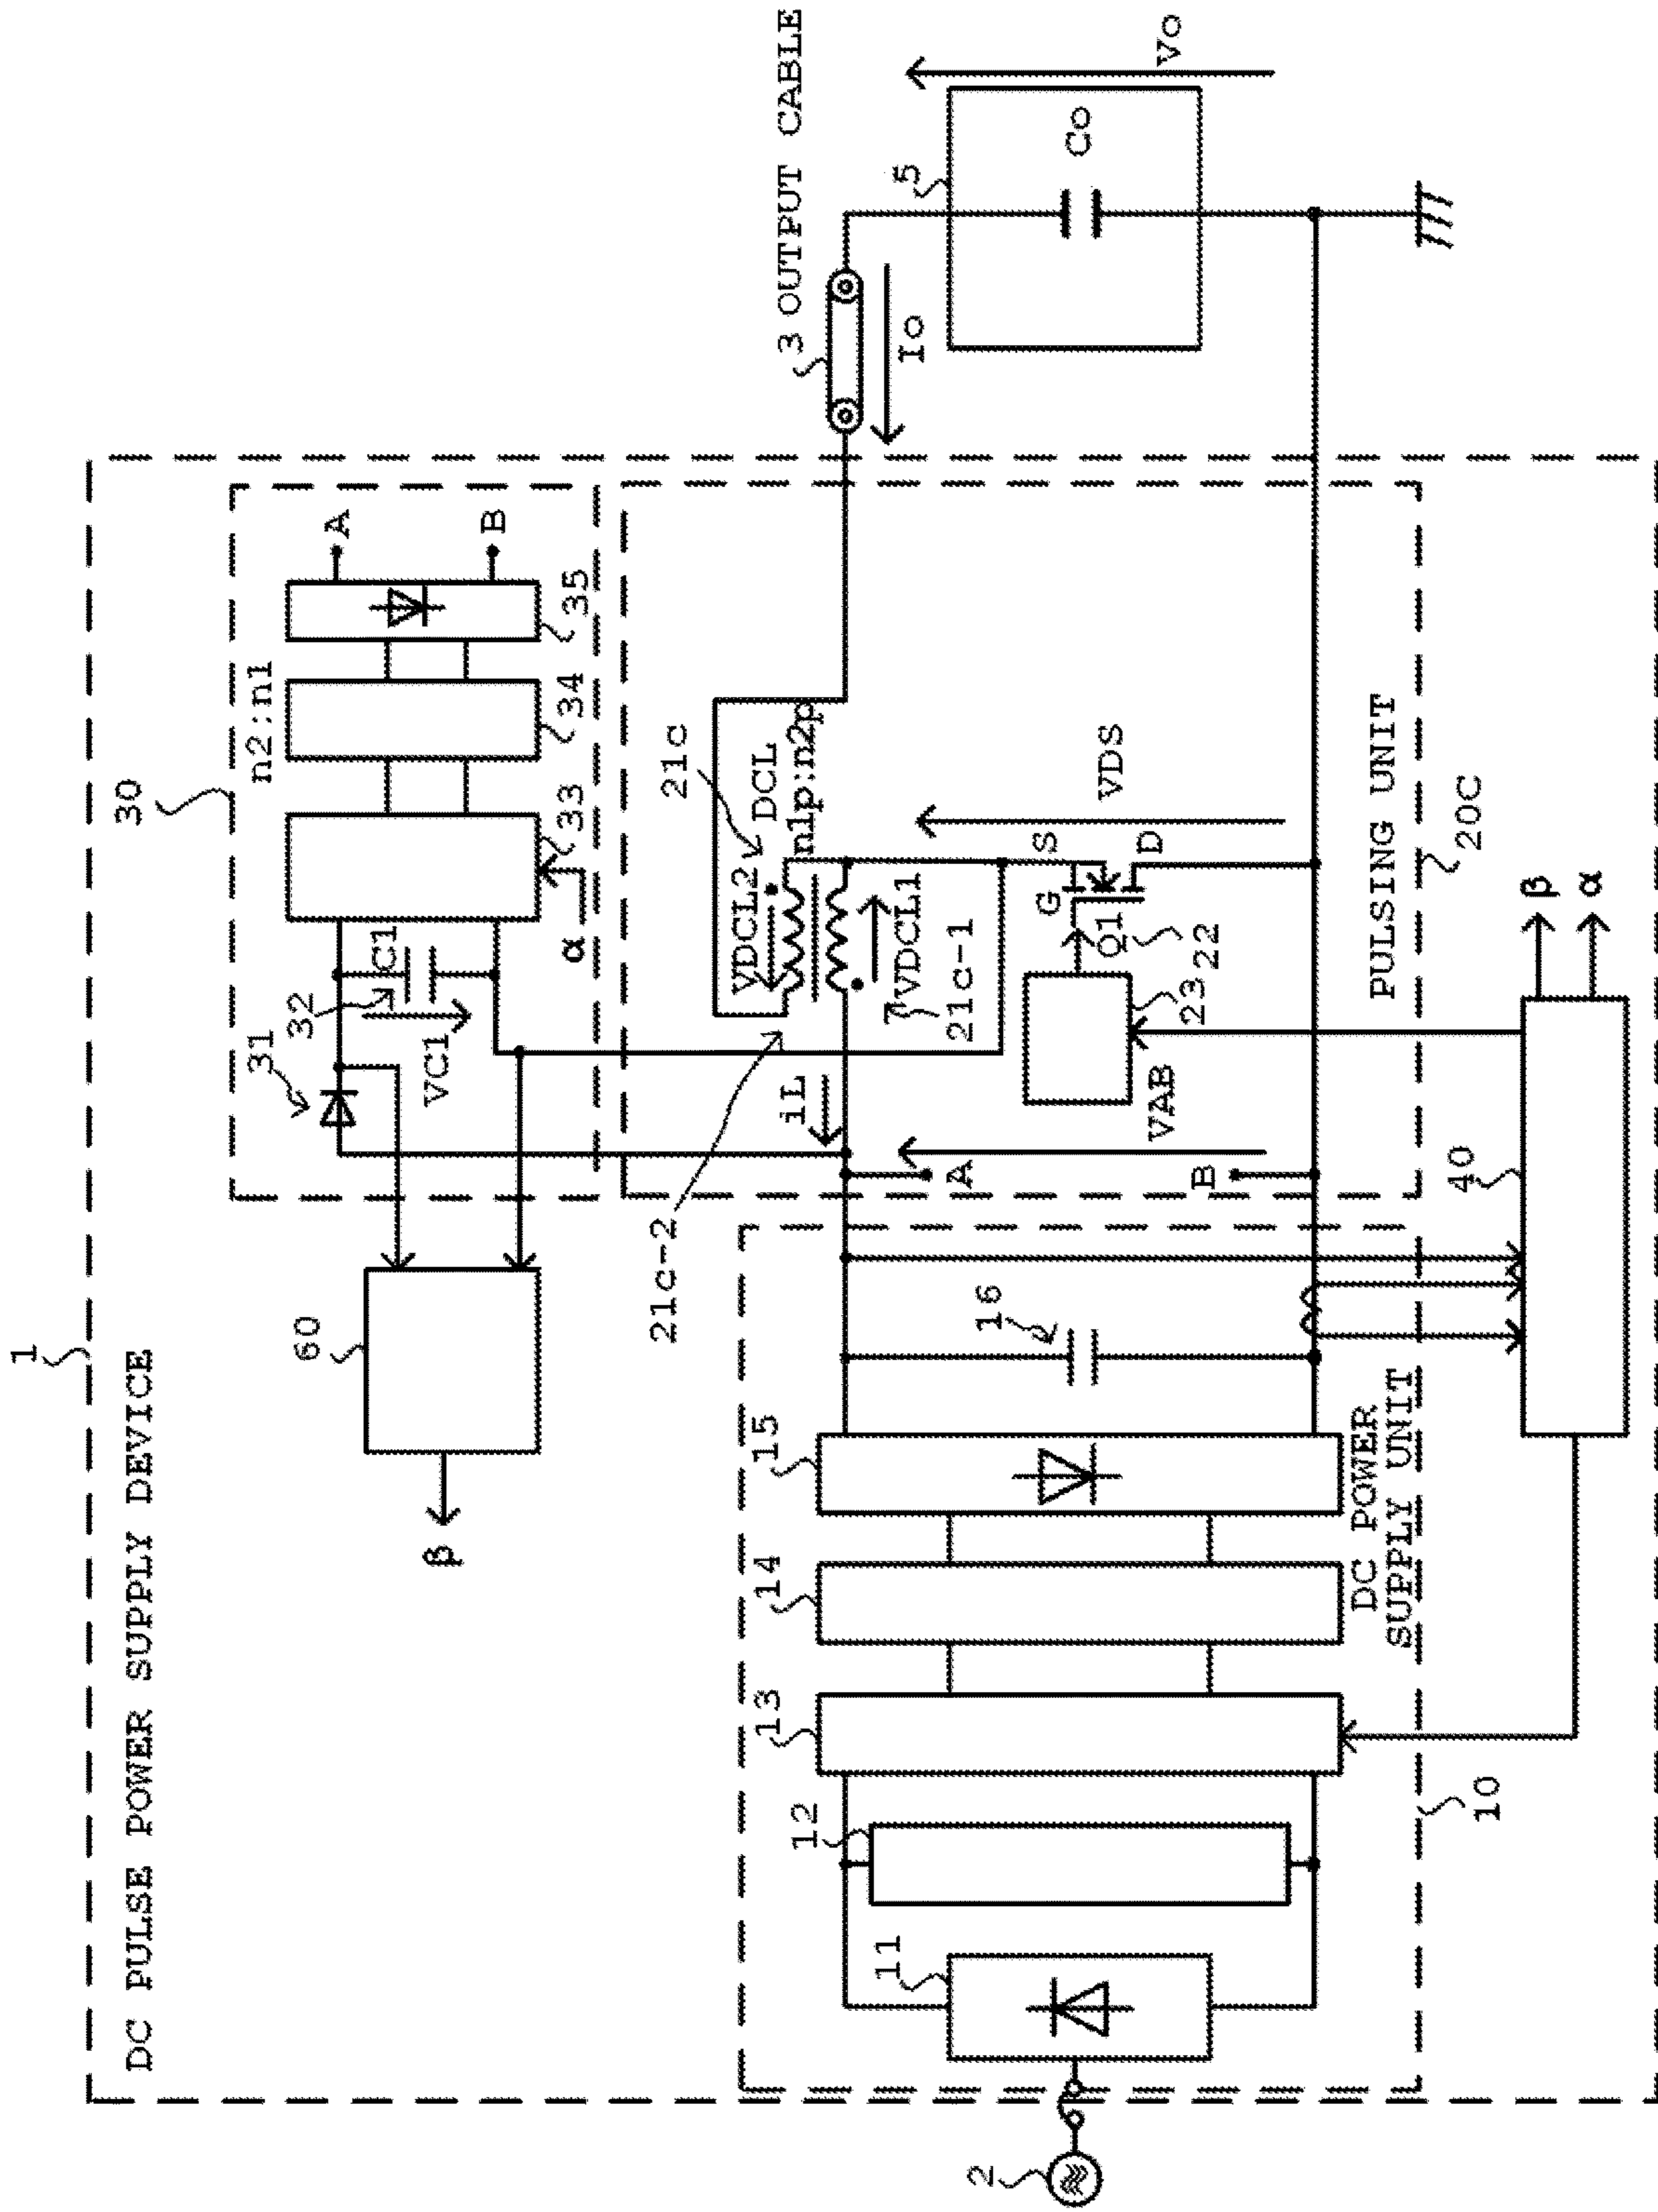 1
DC PULSE POWER SUPPLY DEVICE
30
n2:n1
31
32
C1
VC1
33
34
35
A
B
α
60
β
21c-2
21c
VDCL2
DCL
n1p:n2p
VDCL1
21c-1
iL
3 OUTPUT CABLE
Io
5
Co
Vo
S
G
D
Q1
22
23
VDS
VAB
A
B
PULSING UNIT
20C
2
11
12
13
14
15
16
DC POWER
SUPPLY UNIT
10
40
β
α